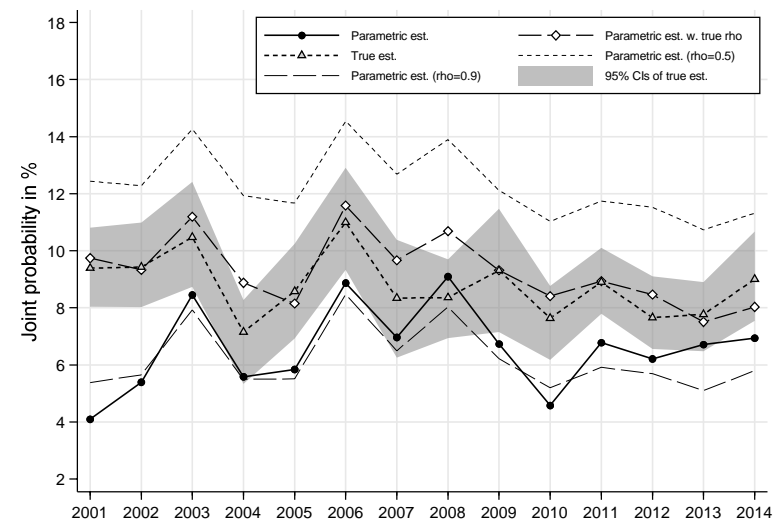 18
16
14
12
10
8
6
4
2
Joint probability in %
Parametric est.
Parametric est. w. true rho
True est.
Parametric est. (rho=0.5)
Parametric est. (rho=0.9)
95% CIs of true est.
2001 2002 2003 2004 2005 2006 2007 2008 2009 2010 2011 2012 2013 2014